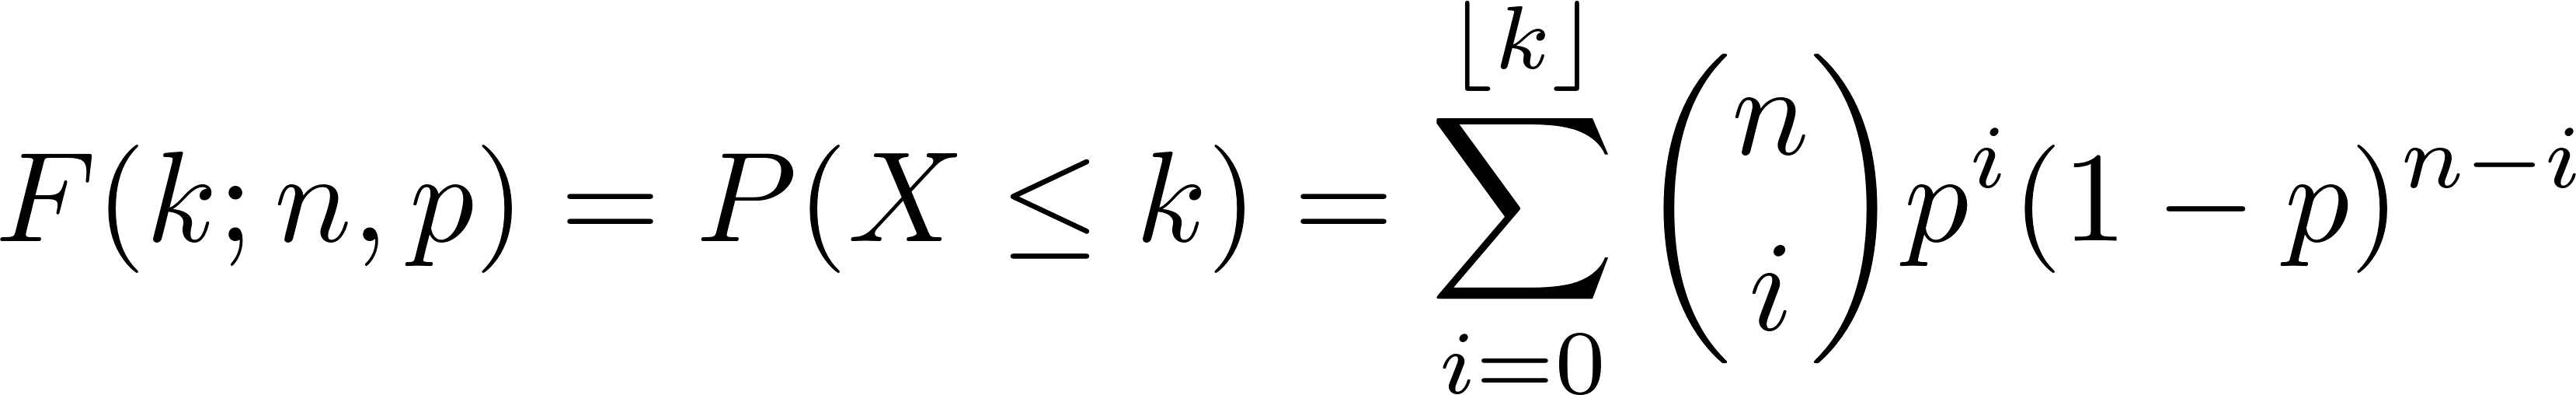 F(k; n, p) = P(X ≤ k) = \sum_{i=0}^{\lfloor k \rfloor} \binom{n}{i} p^i (1 − p)^{n−i}